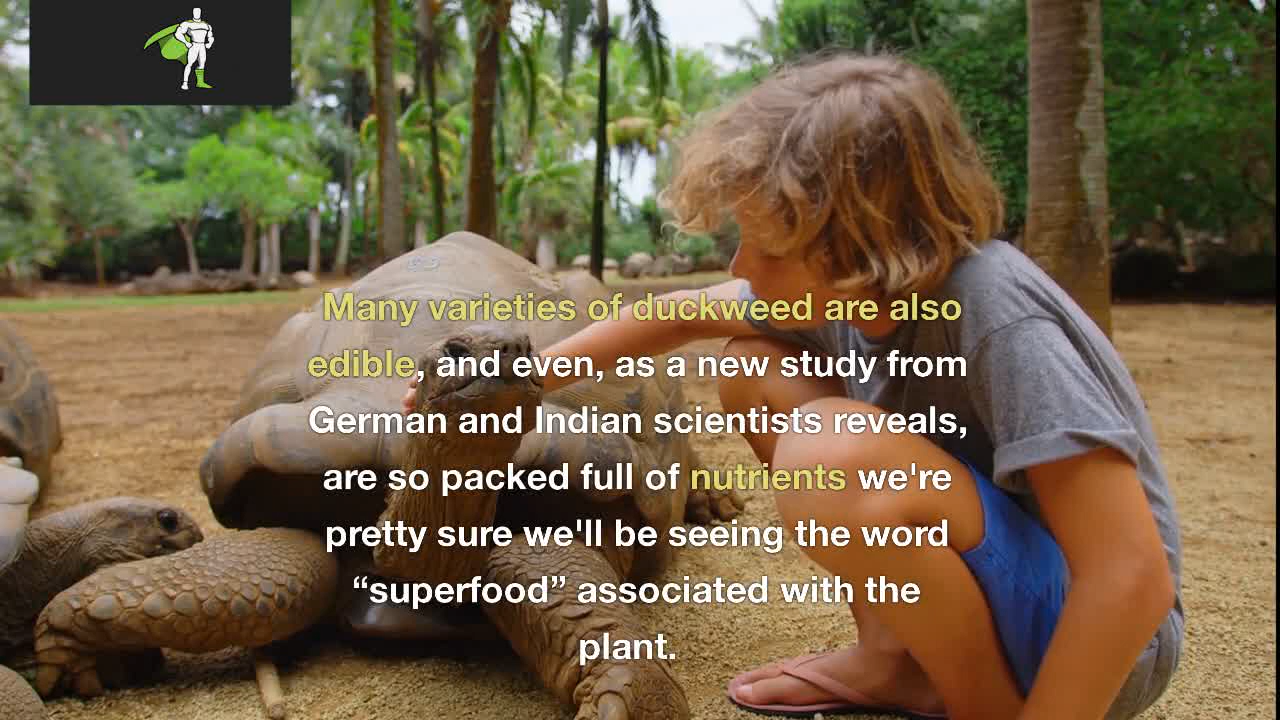 Many varieties of duckweed are also
edible, and even, as a new study from
German and Indian scientists reveals,
are so packed full of nutrients we're
pretty sure we'll be seeing the word
“superfood” associated with the
plant.